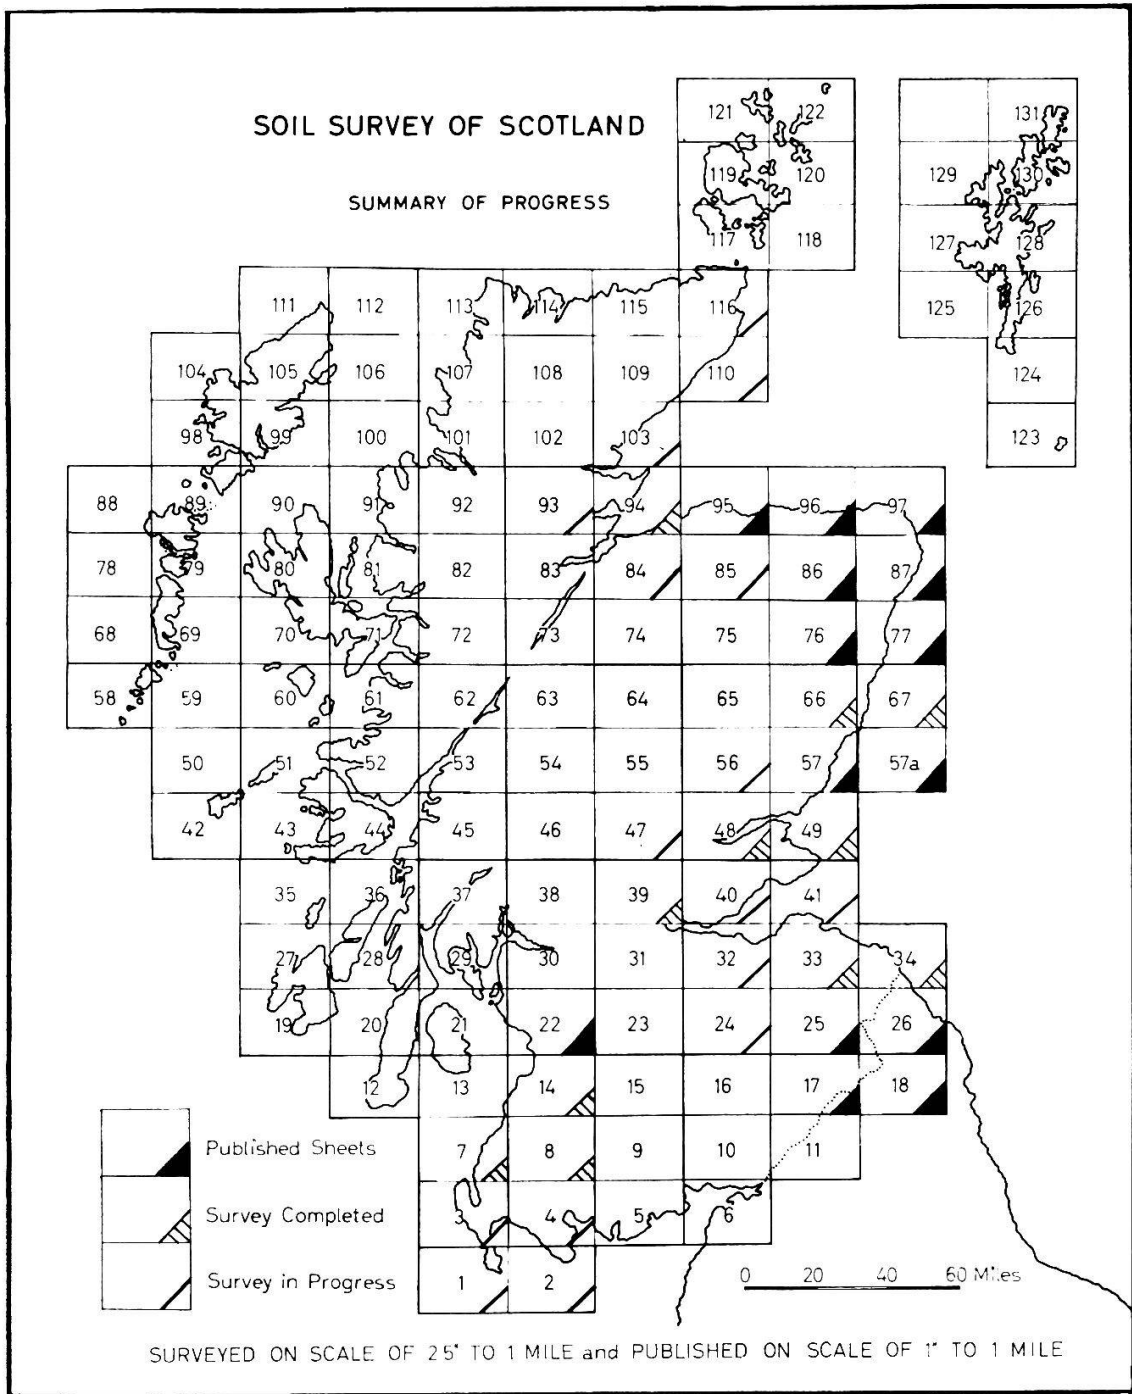 SOIL SURVEY OF SCOTLAND
SUMMARY OF PROGRESS
121 122 131
119 120 129 130
117 118 127 128
111 112 113 114 115 116 125 126
104 105 106 107 108 109 110 124
98 99 100 101 102 103 123
88 89 90 91 92 93 94 95 96 97
78 79 80 81 82 83 84 85 86 87
68 69 70 71 72 73 74 75 76 77
58 59 60 61 62 63 64 65 66 67
50 51 52 53 54 55 56 57 57a
42 43 44 45 46 47 48 49
35 36 37 38 39 40 41
27 28 29 30 31 32 33 34
19 20 21 22 23 24 25 26
12 13 14 15 16 17 18
Published Sheets 7 8 9 10 11
Survey Completed 3 4 5 6
Survey in Progress 1 2
0 20 40 60 Miles
SURVEYED ON SCALE OF 25" TO 1 MILE and PUBLISHED ON SCALE OF 1" TO 1 MILE